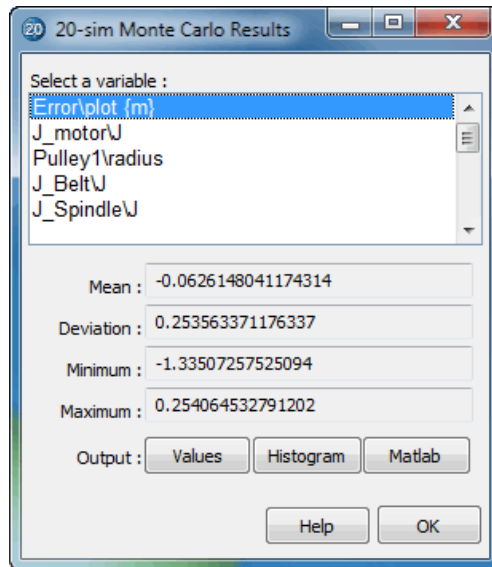 20 20-sim Monte Carlo Results
Select a variable :
Error\plot {m}
J_motor\J
Pulley1\radius
J_Belt\J
J_Spindle\J
Mean : -0.0626148041174314
Deviation : 0.253563371176337
Minimum : -1.33507257525094
Maximum : 0.254064532791202
Output : Values Histogram Matlab
Help OK